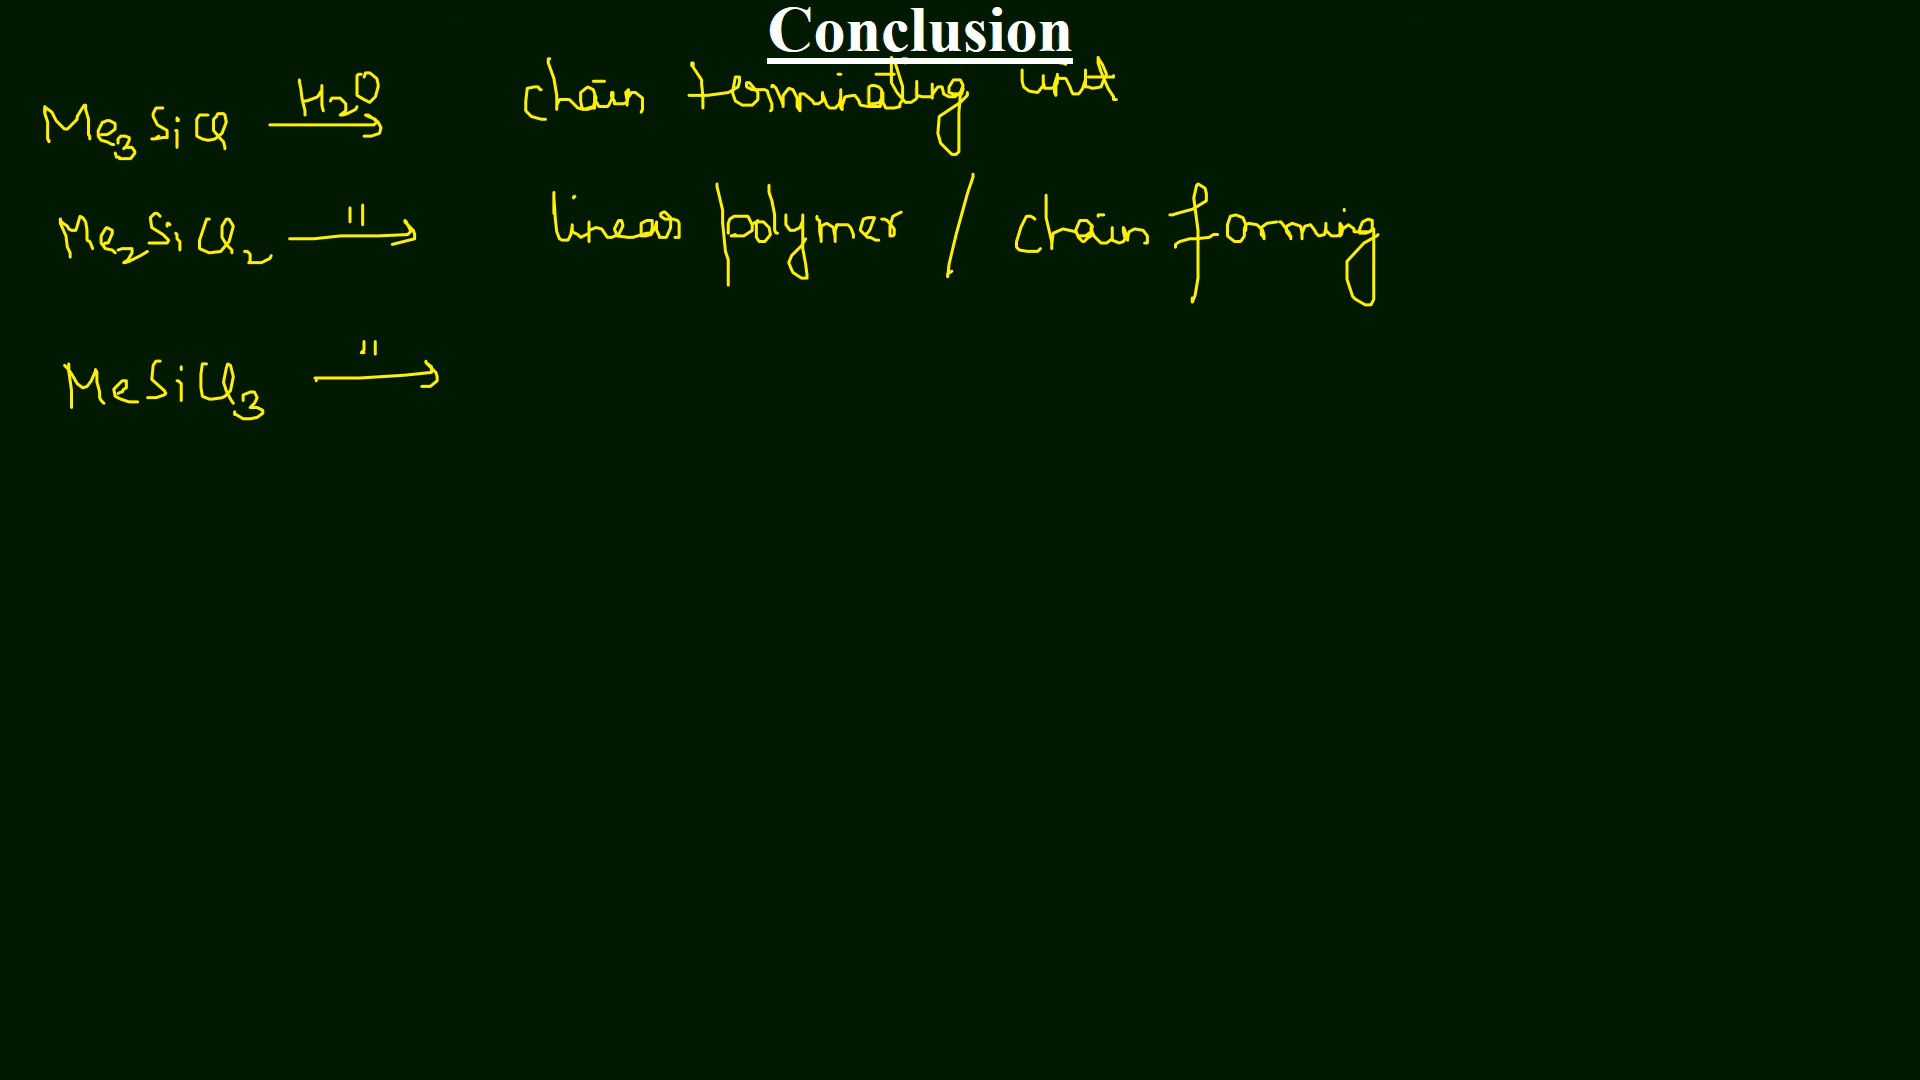 Conclusion
Me₃SiCl H₂O→ chain terminating unit
Me₂SiCl₂ "→ linear polymer / chain forming
MeSiCl₃ "→